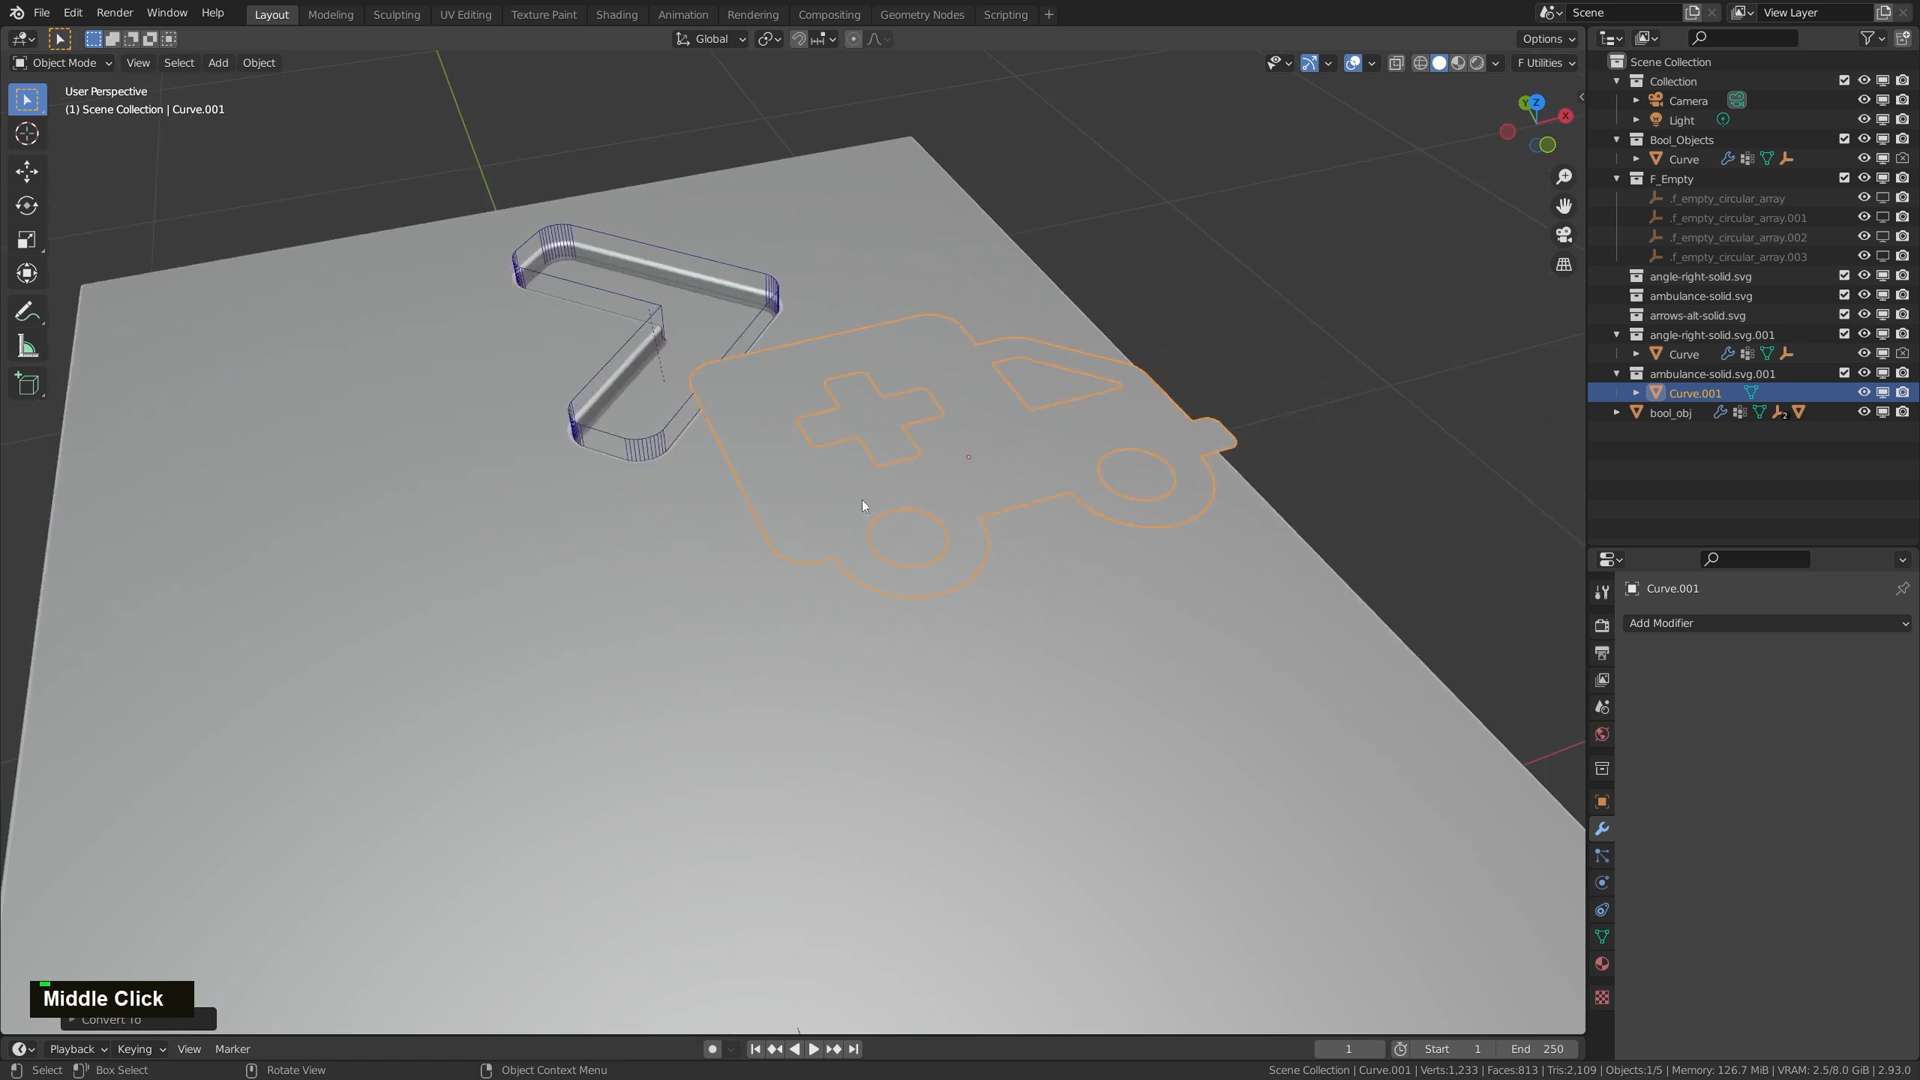 File Edit Render Window Help Layout Modeling Sculpting UV Editing Texture Paint Shading Animation Rendering Compositing Geometry Nodes Scripting + Scene View Layer
Global Options
Object Mode View Select Add Object F Utilities
User Perspective
(1) Scene Collection | Curve.001
Z
Y
X
Scene Collection
Collection
Camera
Light
Bool_Objects
Curve
F_Empty
.f_empty_circular_array
.f_empty_circular_array.001
.f_empty_circular_array.002
.f_empty_circular_array.003
angle-right-solid.svg
ambulance-solid.svg
arrows-alt-solid.svg
angle-right-solid.svg.001
Curve
ambulance-solid.svg.001
Curve.001
bool_obj 2
Curve.001
Add Modifier
Middle Click
Convert To
Playback Keying View Marker 1 Start 1 End 250
Select Box Select Rotate View Object Context Menu Scene Collection | Curve.001 | Verts:1,233 | Faces:813 | Tris:2,109 | Objects:1/5 | Memory: 126.7 MiB | VRAM: 2.5/8.0 GiB | 2.93.0